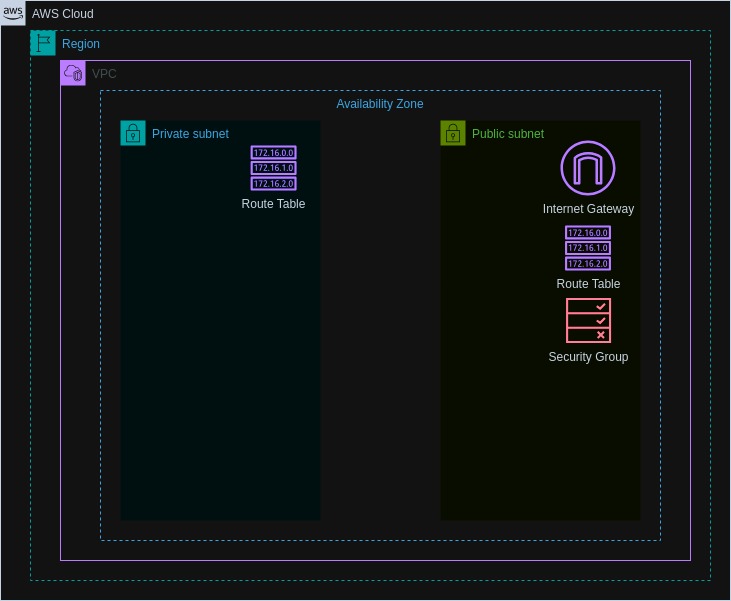 aws
AWS Cloud
Region
VPC
Availability Zone
Private subnet
172.16.0.0
172.16.1.0
172.16.2.0
Route Table
Public subnet
Internet Gateway
172.16.0.0
172.16.1.0
172.16.2.0
Route Table
Security Group